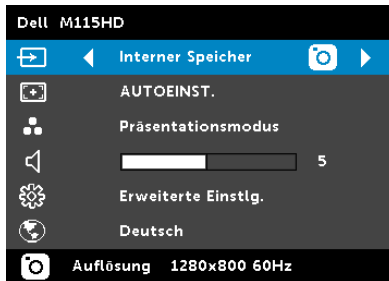 Dell M115HD
Interner Speicher
AUTOEINST.
Präsentationsmodus
5
Erweiterte Einstlg.
Deutsch
Auflösung 1280x800 60Hz